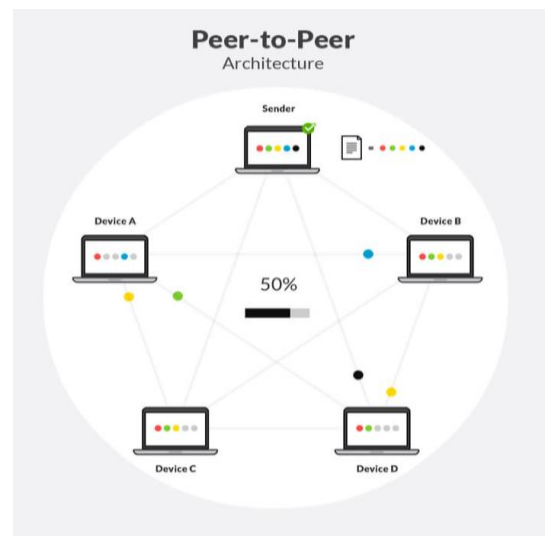 Peer-to-Peer
Architecture
Sender
=
Device A
Device B
50%
Device C
Device D